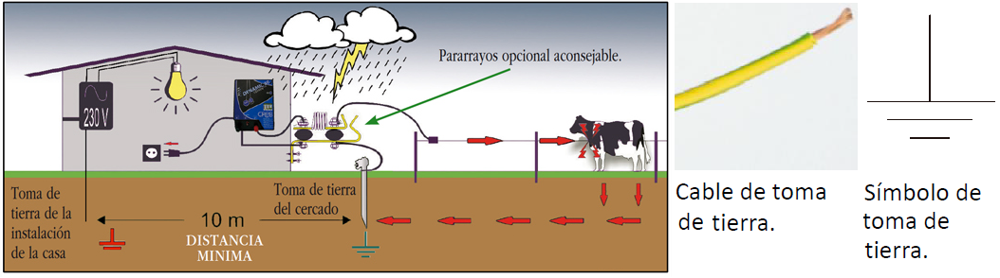 Pararrayos opcional aconsejable.
230 V
Toma de
tierra de la
instalación
de la casa
10 m
DISTANCIA
MINIMA
Toma de tierra
del cercado
Cable de toma
de tierra.
Símbolo de
toma de
tierra.